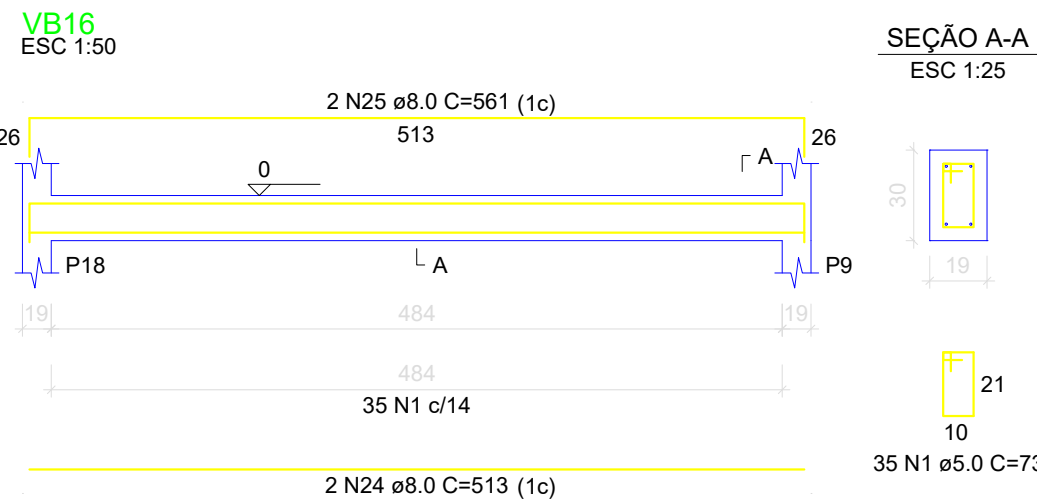 VB16
ESC 1:50
SEÇÃO A-A
ESC 1:25
2 N25 ø8.0 C=561 (1c)
26
513
26
A
0
30
P18
A
P9
19
19
484
19
484
35 N1 c/14
21
10
35 N1 ø5.0 C=73
2 N24 ø8.0 C=513 (1c)